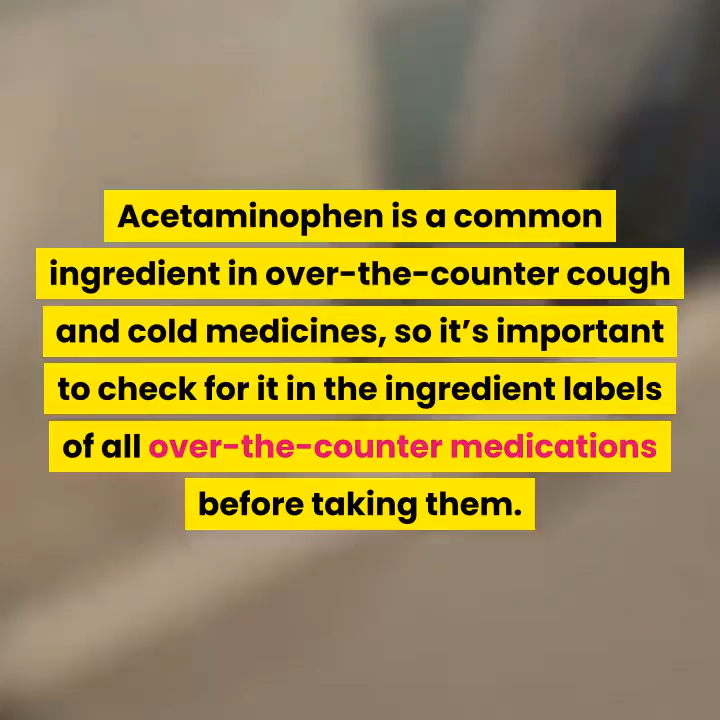 Acetaminophen is a common
ingredient in over-the-counter cough
and cold medicines, so it’s important
to check for it in the ingredient labels
of all over-the-counter medications
before taking them.